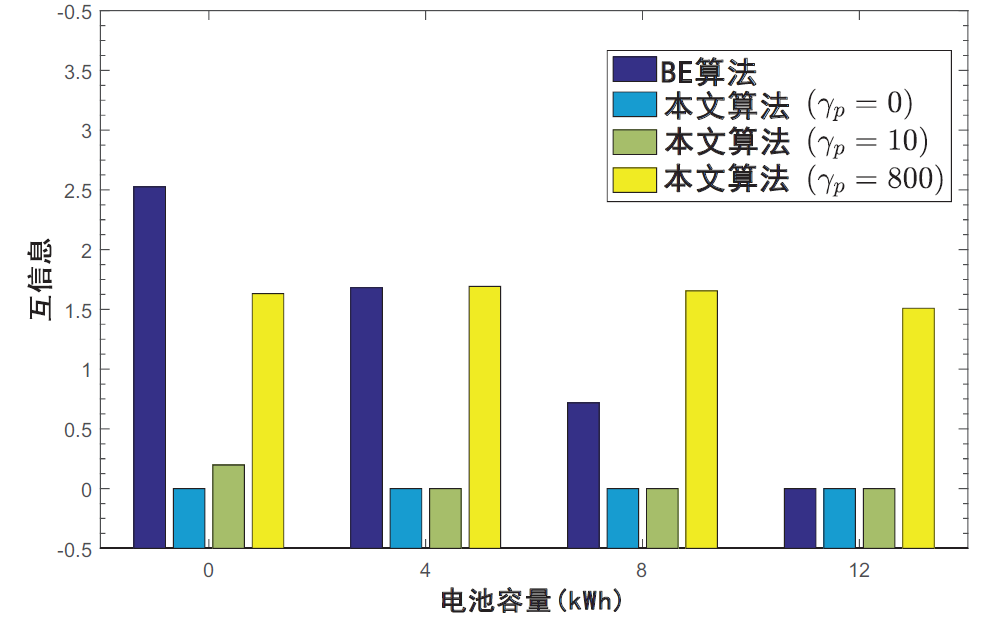 -0.5
3.5
3
2.5
2
1.5
1
0.5
0
-0.5
互信息
BE算法
本文算法 (γp = 0)
本文算法 (γp = 10)
本文算法 (γp = 800)
0 4 8 12
电池容量(kWh)